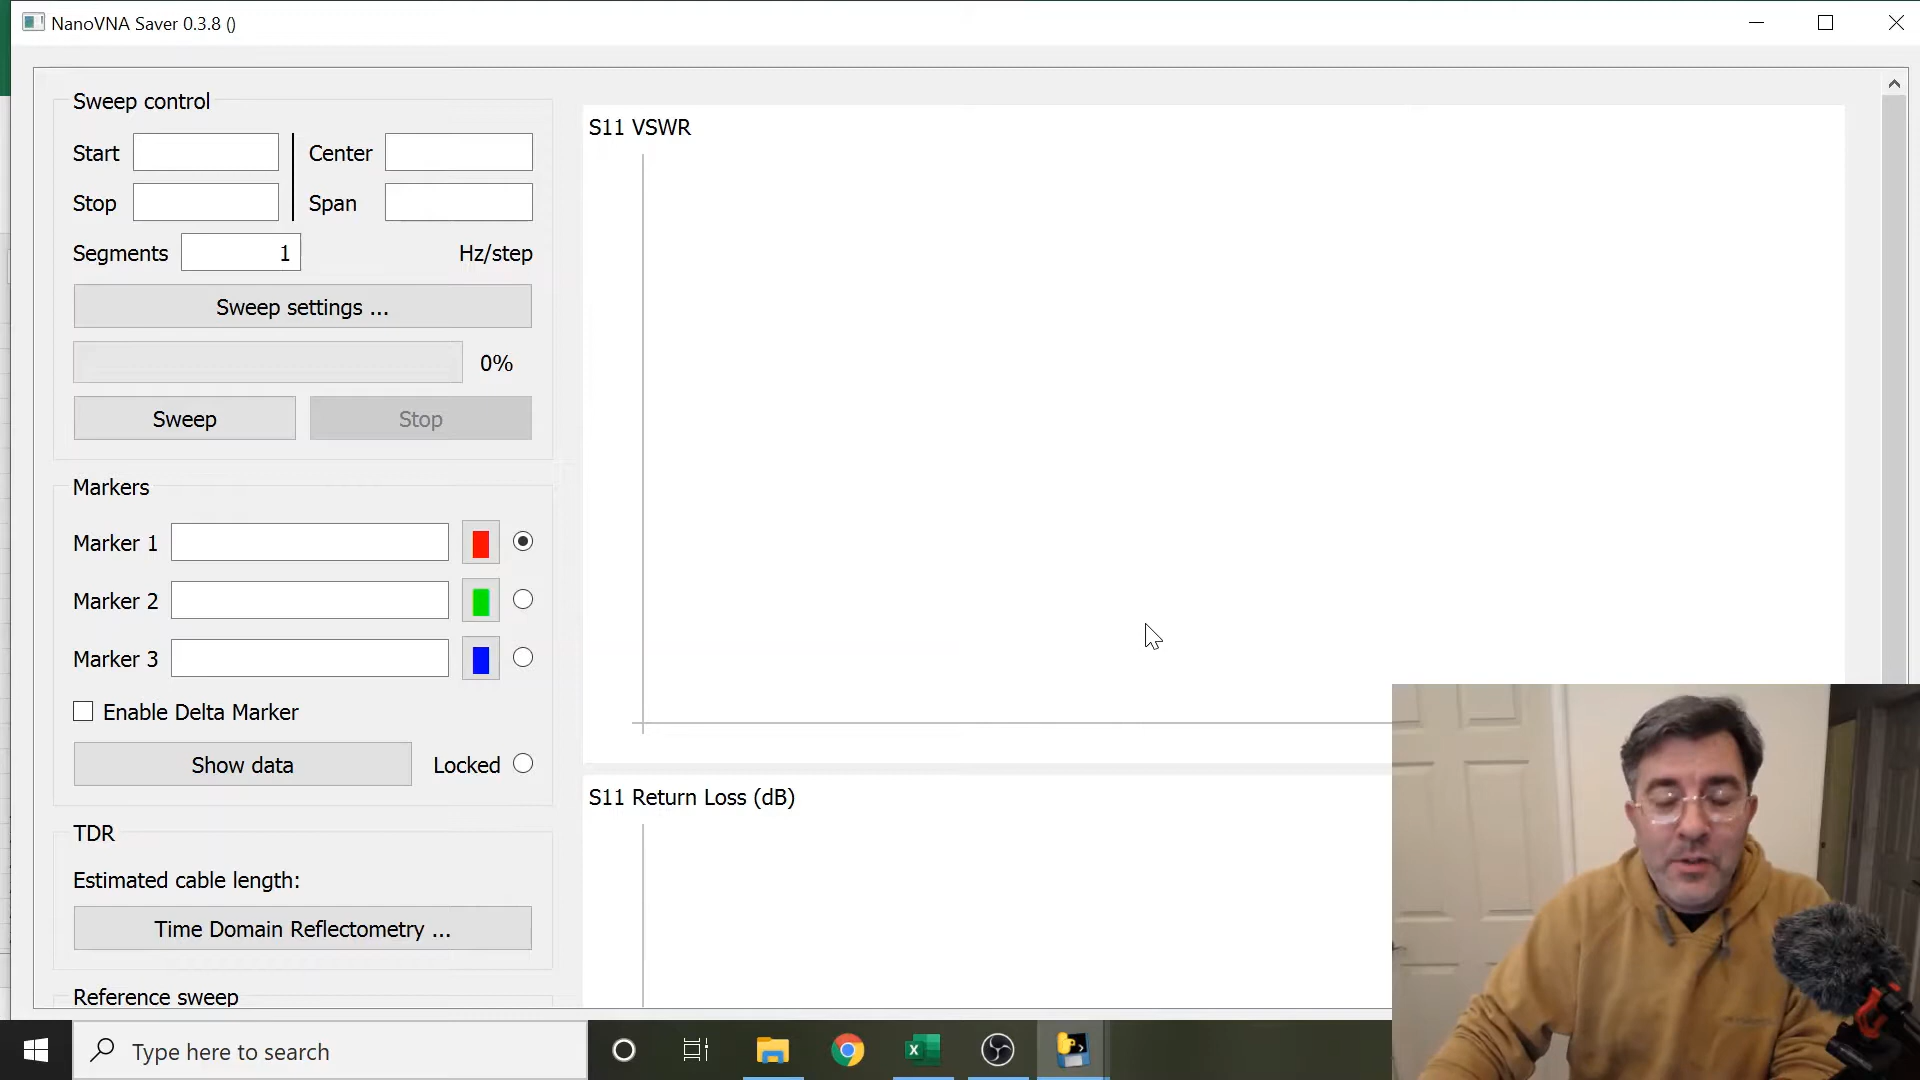 NanoVNA Saver 0.3.8 ()
Sweep control
Start
Center
Stop
Span
Segments 1 Hz/step
Sweep settings ...
0%
Sweep
Stop
Markers
Marker 1
Marker 2
Marker 3
Enable Delta Marker
Show data
Locked
TDR
Estimated cable length:
Time Domain Reflectometry ...
Reference sweep
S11 VSWR
S11 Return Loss (dB)
Type here to search